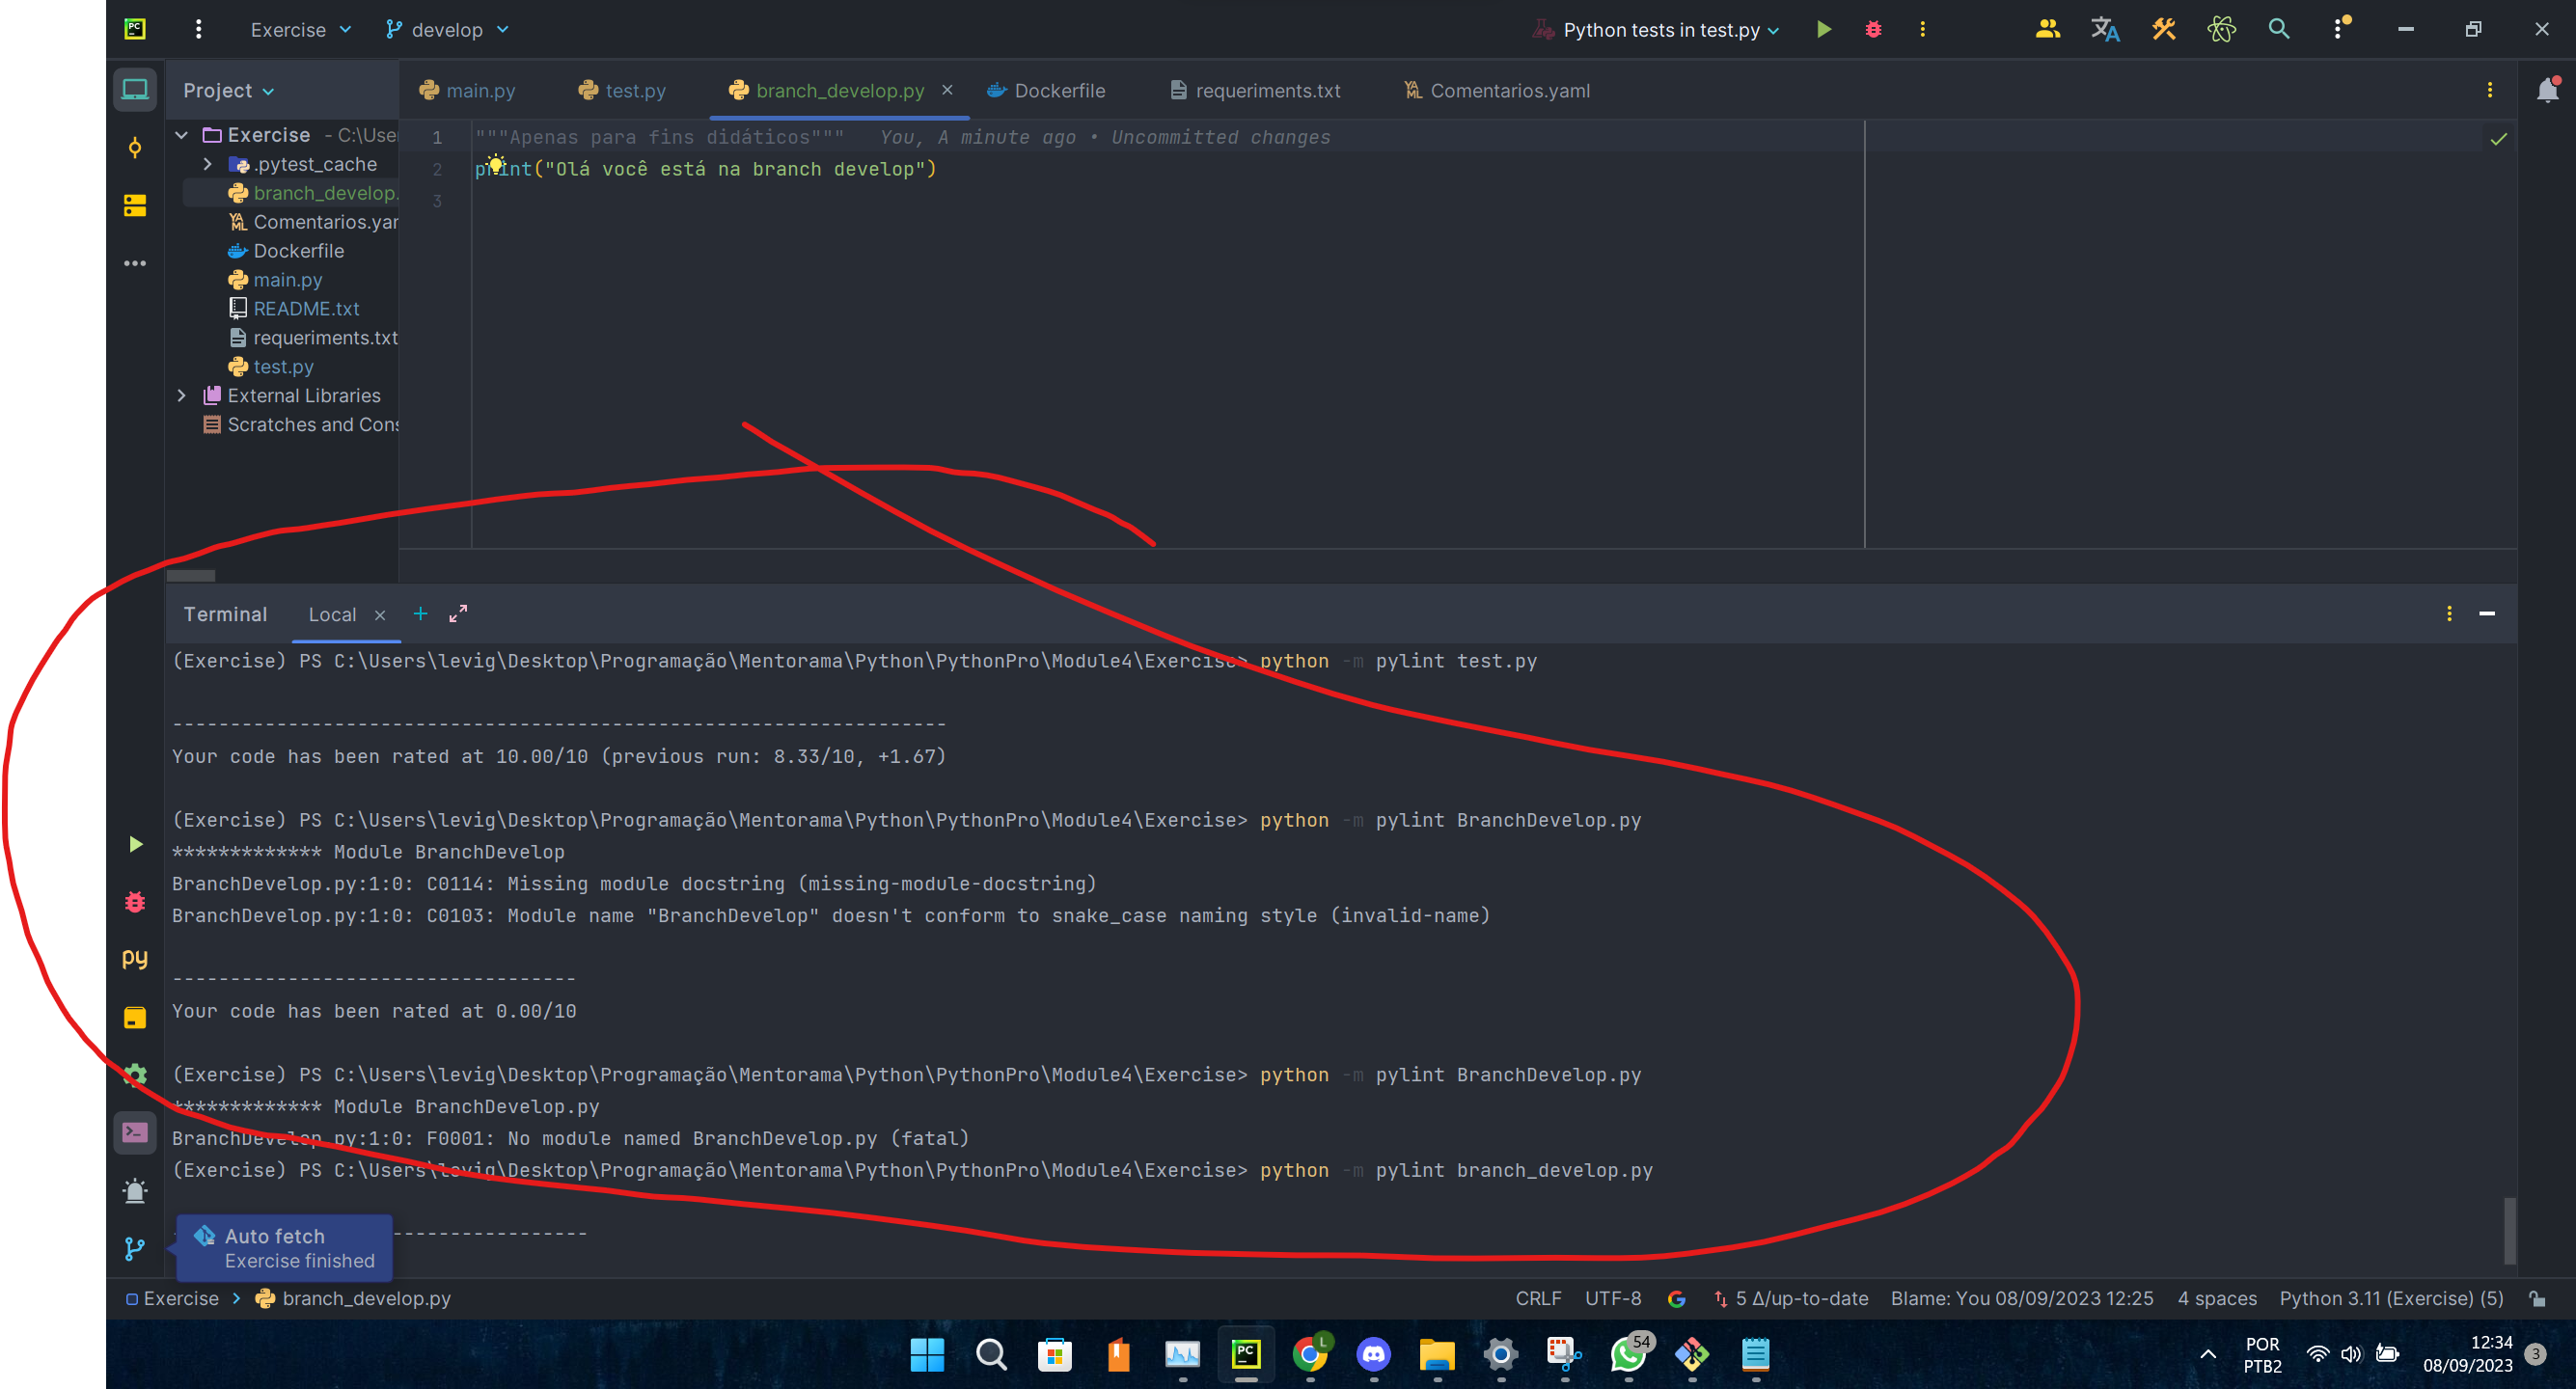 PC Exercise develop Python tests in test.py
Project main.py test.py branch_develop.py Dockerfile requeriments.txt Comentarios.yaml
Exercise - C:\User
.pytest_cache
branch_develop.
Comentarios.yar
Dockerfile
main.py
README.txt
requeriments.txt
test.py
External Libraries
Scratches and Cons
1 """Apenas para fins didáticos""" You, A minute ago • Uncommitted changes
2 print("Olá você está na branch develop")
3
Terminal Local
(Exercise) PS C:\Users\levig\Desktop\Programação\Mentorama\Python\PythonPro\Module4\Exercise> python -m pylint test.py
-------------------------------------------------------------------
Your code has been rated at 10.00/10 (previous run: 8.33/10, +1.67)
(Exercise) PS C:\Users\levig\Desktop\Programação\Mentorama\Python\PythonPro\Module4\Exercise> python -m pylint BranchDevelop.py
************* Module BranchDevelop
BranchDevelop.py:1:0: C0114: Missing module docstring (missing-module-docstring)
BranchDevelop.py:1:0: C0103: Module name "BranchDevelop" doesn't conform to snake_case naming style (invalid-name)
-----------------------------------
Your code has been rated at 0.00/10
(Exercise) PS C:\Users\levig\Desktop\Programação\Mentorama\Python\PythonPro\Module4\Exercise> python -m pylint BranchDevelop.py
************* Module BranchDevelop.py
BranchDevelop.py:1:0: F0001: No module named BranchDevelop.py (fatal)
(Exercise) PS C:\Users\levig\Desktop\Programação\Mentorama\Python\PythonPro\Module4\Exercise> python -m pylint branch_develop.py
Auto fetch
Exercise finished
py
Exercise > branch_develop.py CRLF UTF-8 5 Δ/up-to-date Blame: You 08/09/2023 12:25 4 spaces Python 3.11 (Exercise) (5)
PC L 54 POR 12:34
PTB2 08/09/2023 3